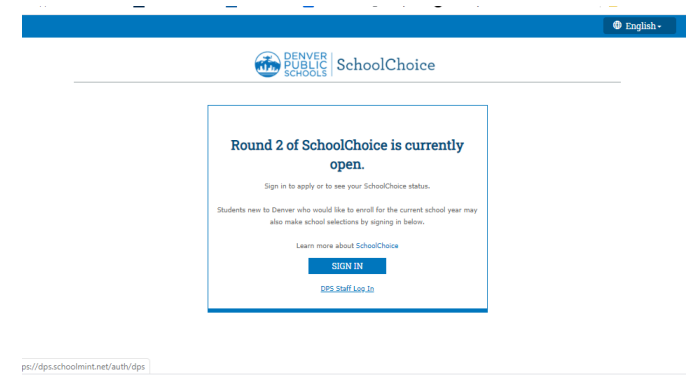 English
DENVER
PUBLIC
SCHOOLS
SchoolChoice
Round 2 of SchoolChoice is currently
open.
Sign in to apply or to see your SchoolChoice status.
Students new to Denver who would like to enroll for the current school year may
also make school selections by signing in below.
Learn more about SchoolChoice
SIGN IN
DPS Staff Log In
ps://dps.schoolmint.net/auth/dps